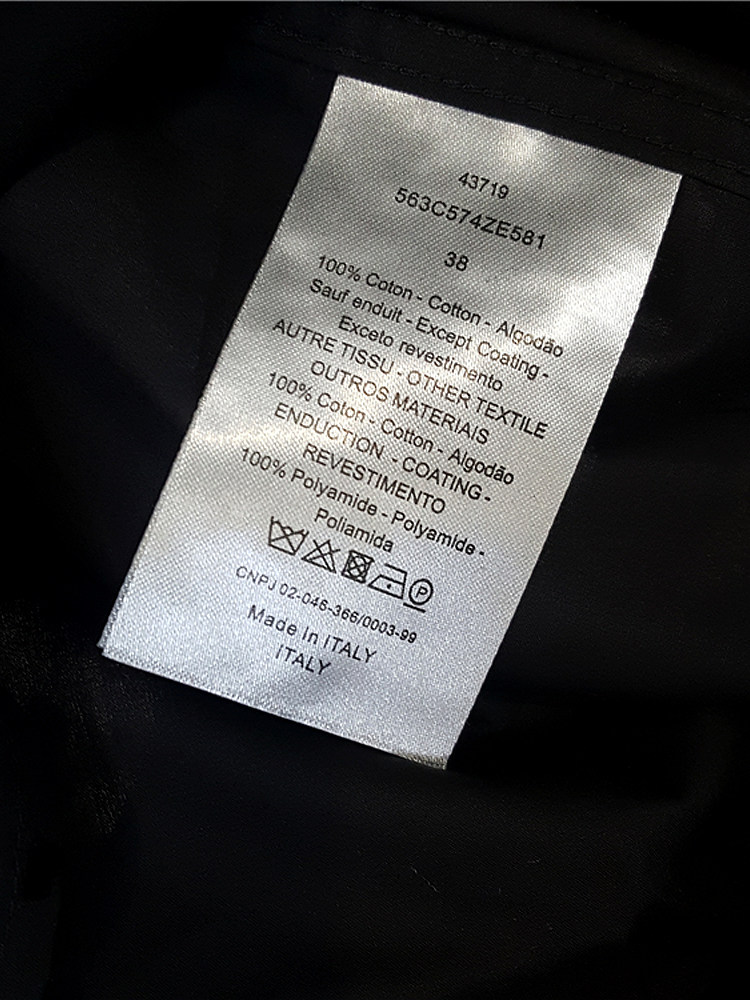 43719
563C574ZE581
38
100% Coton - Cotton - Algodão
Sauf enduit - Except Coating -
Exceto revestimento
AUTRE TISSU - OTHER TEXTILE
OUTROS MATERIAIS
100% Coton - Cotton - Algodão
ENDUCTION - COATING -
REVESTIMENTO
100% Polyamide - Polyamide -
Poliamida
P
CNPJ 02-046-366/0003-99
Made In ITALY
ITALY